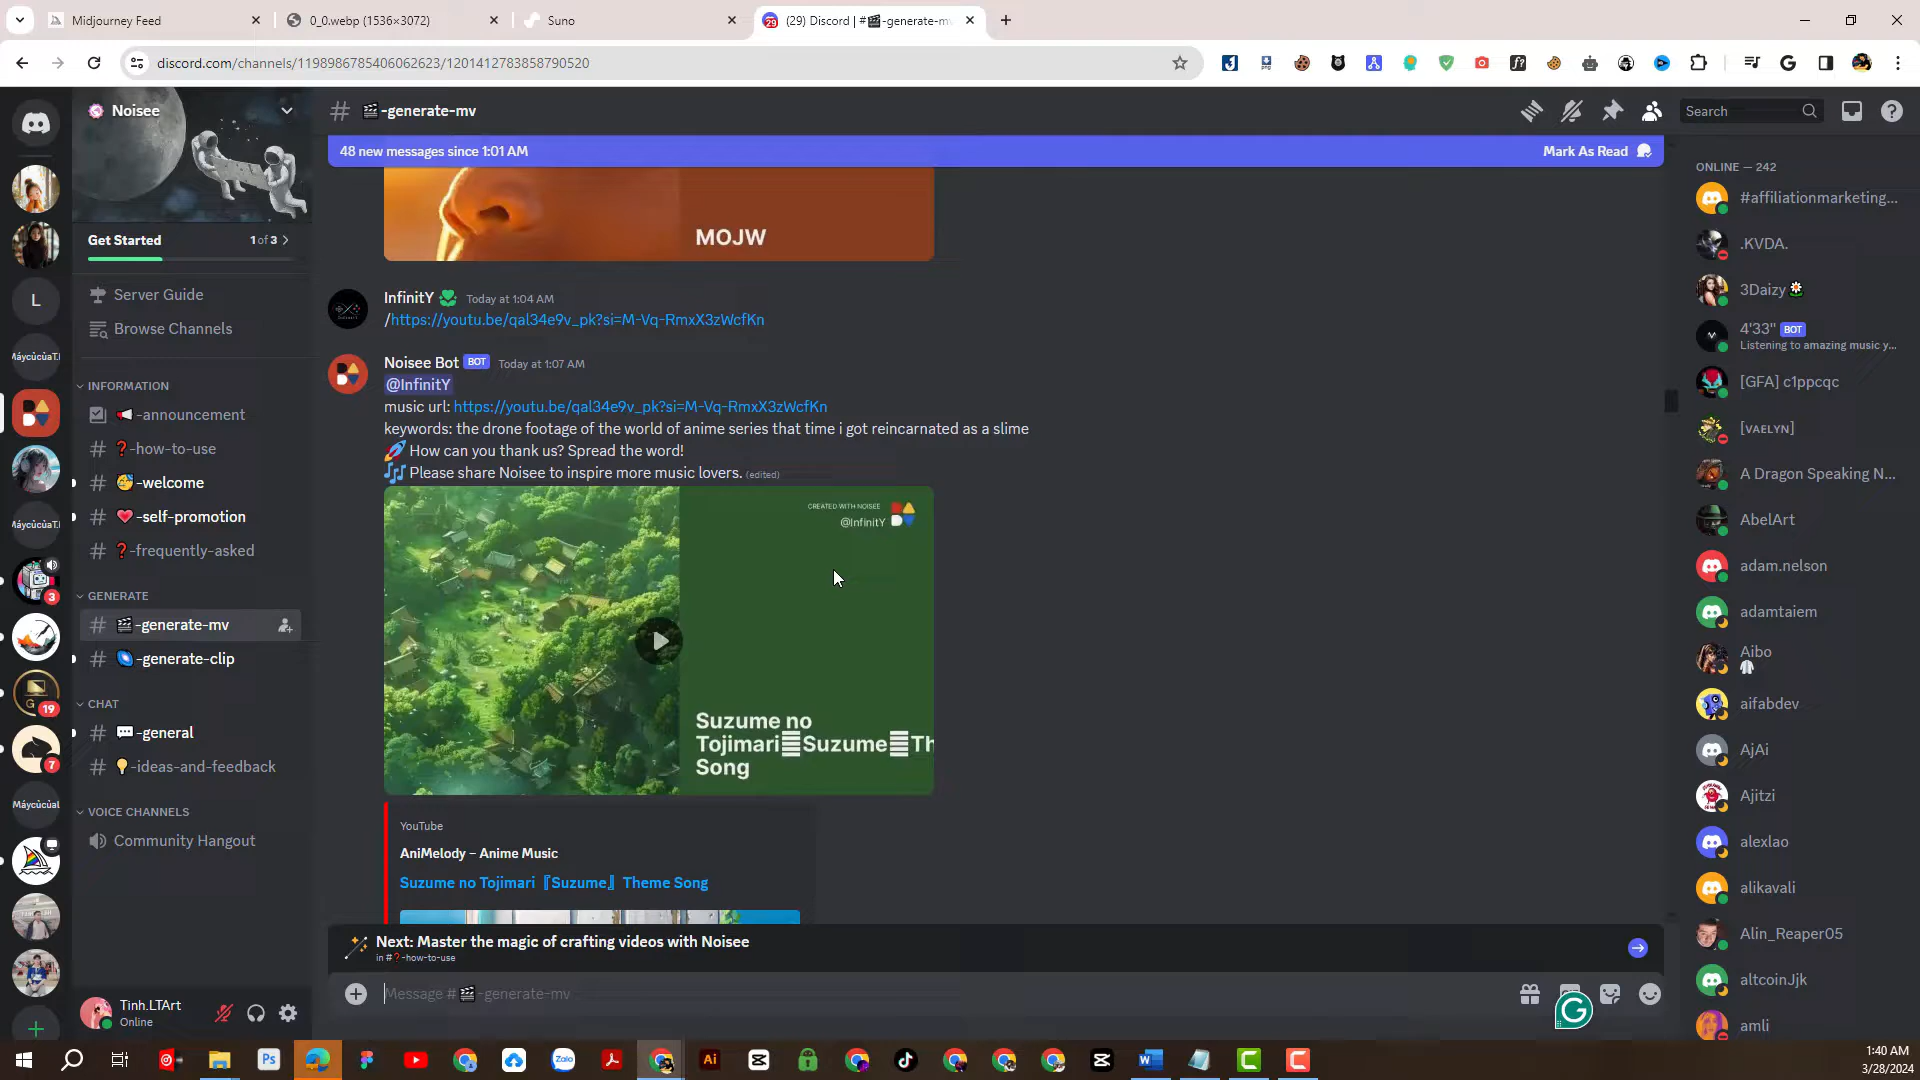 Midjourney Feed
0_0.webp (1536×3072)
Suno
(29) Discord | #🎬-generate-mv
discord.com/channels/1198986785406062623/1201412783858790520
Noisee
# 🎬-generate-mv
Search
48 new messages since 1:01 AM
Mark As Read
Get Started
1 of 3
Server Guide
Browse Channels
INFORMATION
📢-announcement
# ❓-how-to-use
# 🥳-welcome
# ❤️-self-promotion
# ❓-frequently-asked
GENERATE
# 🎬-generate-mv
# 🌀-generate-clip
CHAT
# 💬-general
# 💡-ideas-and-feedback
VOICE CHANNELS
Community Hangout
Tinh.LTArt
Online
L
3
19
7
MOJW
InfinitY Today at 1:04 AM
/https://youtu.be/qal34e9v_pk?si=M-Vq-RmxX3zWcfKn
Noisee Bot BOT Today at 1:07 AM
@InfinitY
music url: https://youtu.be/qal34e9v_pk?si=M-Vq-RmxX3zWcfKn
keywords: the drone footage of the world of anime series that time i got reincarnated as a slime
🚀 How can you thank us? Spread the word!
🎶 Please share Noisee to inspire more music lovers. (edited)
CREATED WITH NOISEE
@InfinitY
Suzume no
Tojimari Suzume Th
Song
YouTube
AniMelody – Anime Music
Suzume no Tojimari『Suzume』Theme Song
Next: Master the magic of crafting videos with Noisee
in #❓-how-to-use
Message #🎬-generate-mv
ONLINE — 242
#affiliationmarketing...
.KVDA.
3Daizy
4'33" BOT
Listening to amazing music y...
[GFA] c1ppcqc
[VAELYN]
A Dragon Speaking N...
AbelArt
adam.nelson
adamtaiem
Aibo
aifabdev
AjAi
Ajitzi
alexlao
alikavali
Alin_Reaper05
altcoinJjk
amli
1:40 AM
3/28/2024